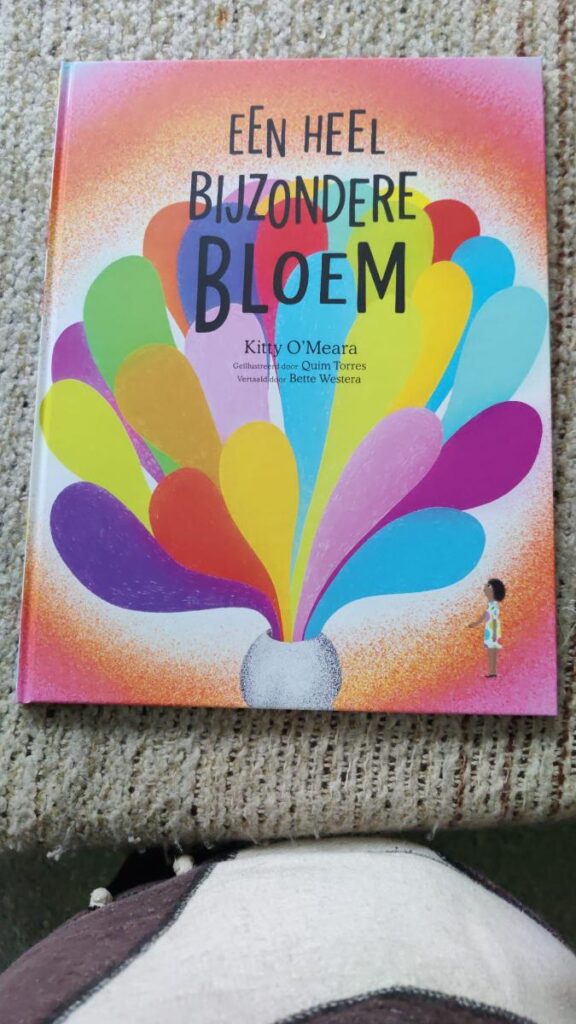 EEN HEEL
BIJZONDERE
BLOEM
Kitty O'Meara
Geïllustreerd door Quim Torres
Vertaald door Bette Westera